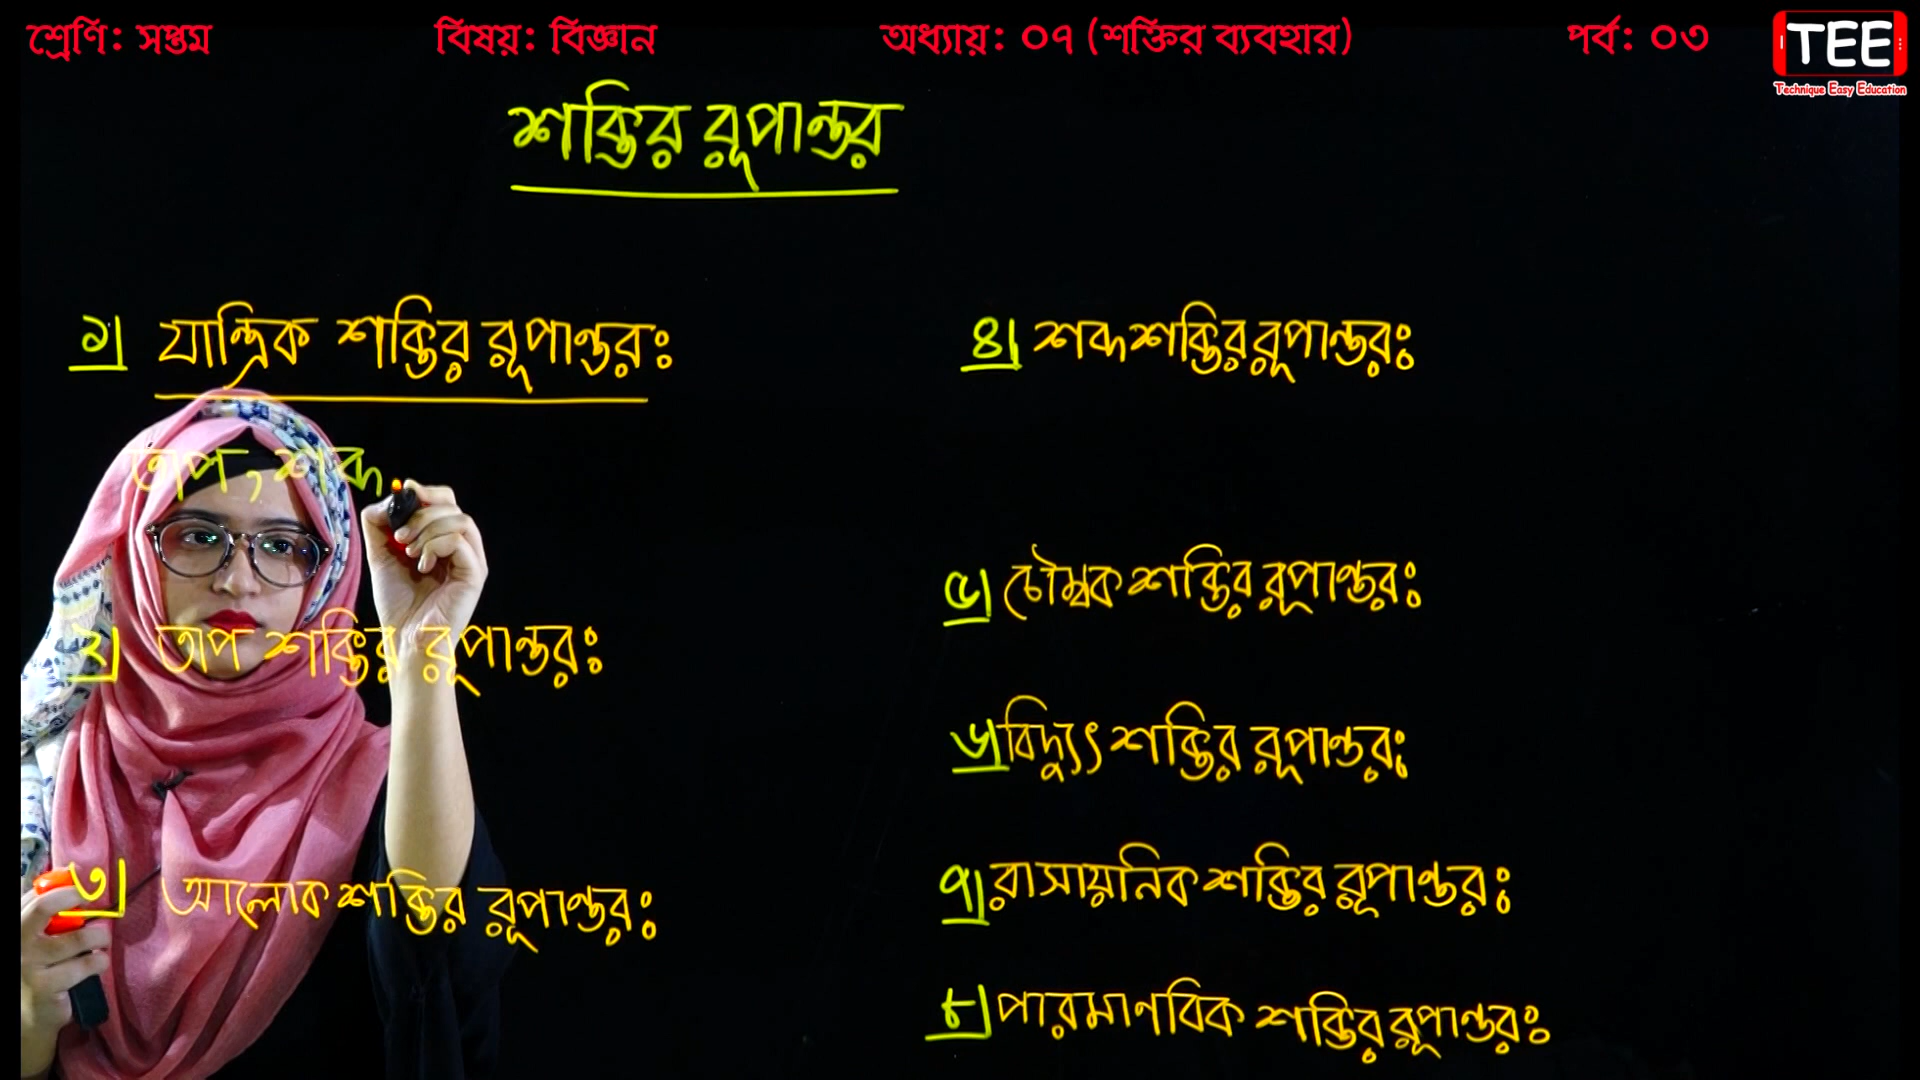 শ্রেণি: সপ্তম
বিষয়: বিজ্ঞান
অধ্যায়: ০৭ (শক্তির ব্যবহার)
পর্ব: ০৩
TEE
Technique Easy Education
শক্তির রূপান্তর
১| যান্ত্রিক শক্তির রূপান্তরঃ
তাপ, শব্দ
২| তাপ শক্তির রূপান্তরঃ
৩| আলোক শক্তির রূপান্তরঃ
৪| শব্দ শক্তির রূপান্তরঃ
৫| চৌম্বক শক্তির রূপান্তরঃ
৬| বিদ্যুৎ শক্তির রূপান্তরঃ
৭| রাসায়নিক শক্তির রূপান্তরঃ
৮| পারমাণবিক শক্তির রূপান্তরঃ